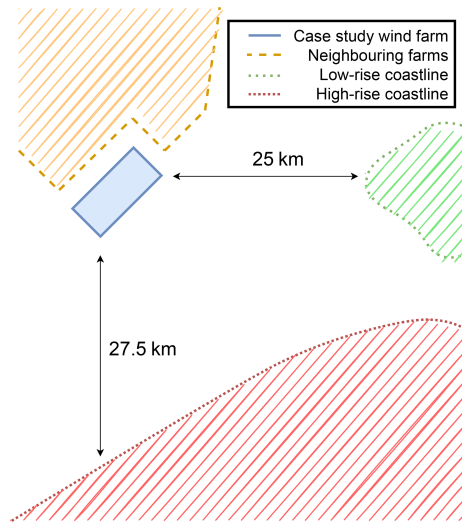 Case study wind farm
Neighbouring farms
Low-rise coastline
High-rise coastline
25 km
27.5 km